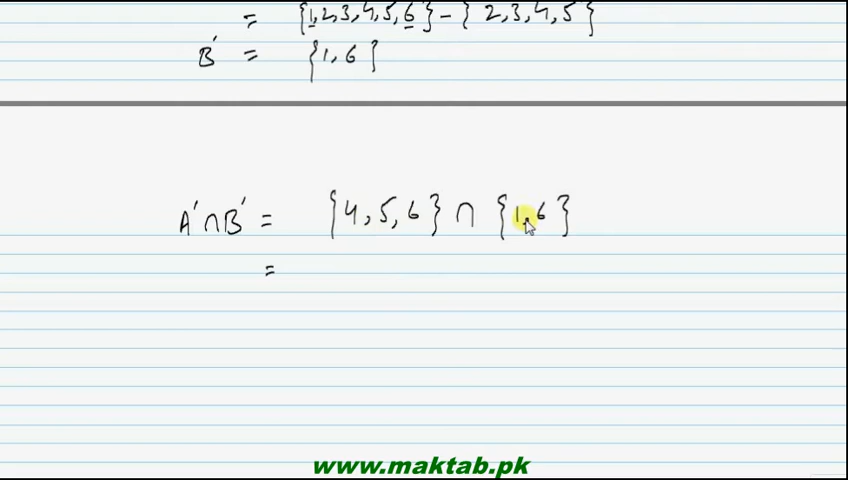 = {1,2,3,4,5,6} - { 2,3,4,5 }
B' = {1,6}
A'∩B' = {4,5,6} ∩ {1,6}
=
www.maktab.pk